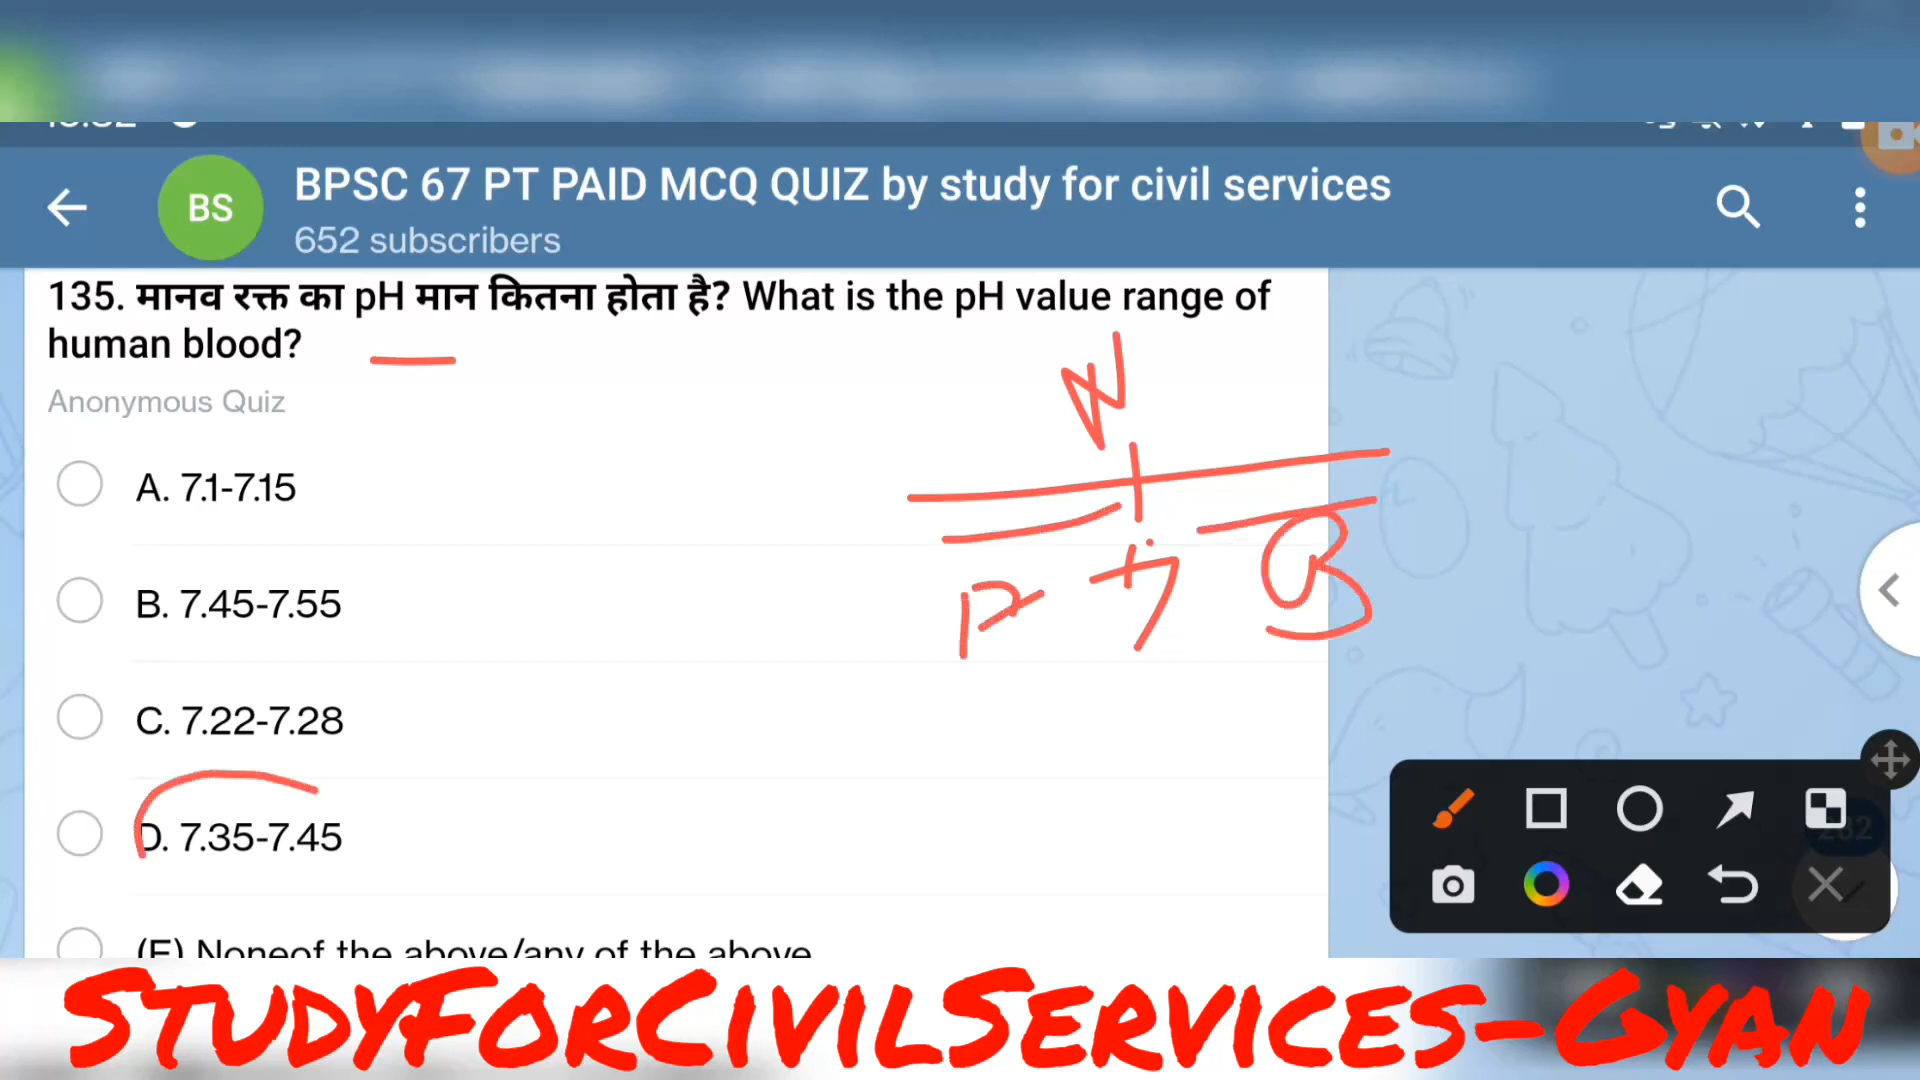 BS
BPSC 67 PT PAID MCQ QUIZ by study for civil services
652 subscribers
135. मानव रक्त का pH मान कितना होता है? What is the pH value range of
human blood?
Anonymous Quiz
N
A. 7.1-7.15
B. 7.45-7.55
7
B
C. 7.22-7.28
D. 7.35-7.45
(E) Noneof the above/any of the above
StudyForCivilServices-Gyan